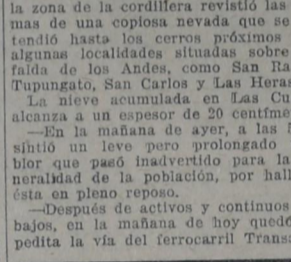 la zona de la cordillera revistió las
mas de una copiosa nevada que se
tendió hasta los cerros próximos
algunas localidades situadas sobre
falda de los Andes, como San Ra
Tupungato, San Carlos y Las Heras
La nieve acumulada en Las Cu
alcanza a un espesor de 20 centíme
—En la mañana de ayer, a las
sintió un leve pero prolongado
blor que pasó inadvertido para la
neralidad de la población, por hall
ésta en pleno reposo.
—Después de activos y continuos
bajos, en la mañana de hoy quedó
pedita la vía del ferrocarril Trans